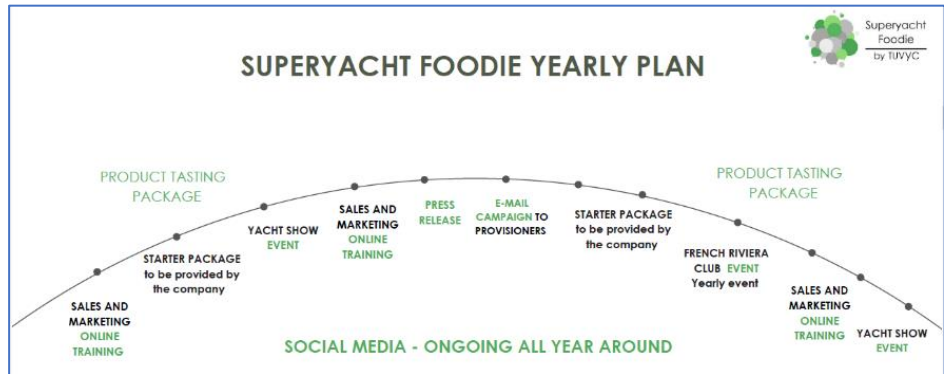 Superyacht
Foodie
by TUVYC
SUPERYACHT FOODIE YEARLY PLAN
PRODUCT TASTING
PACKAGE
PRODUCT TASTING
PACKAGE
SALES AND
MARKETING
ONLINE
TRAINING
STARTER PACKAGE
to be provided by
the company
YACHT SHOW
EVENT
SALES AND
MARKETING
ONLINE
TRAINING
PRESS
RELEASE
E-MAIL
CAMPAIGN TO
PROVISIONERS
STARTER PACKAGE
to be provided by
the company
FRENCH RIVIERA
CLUB EVENT
Yearly event
SALES AND
MARKETING
ONLINE
TRAINING
YACHT SHOW
EVENT
SOCIAL MEDIA - ONGOING ALL YEAR AROUND